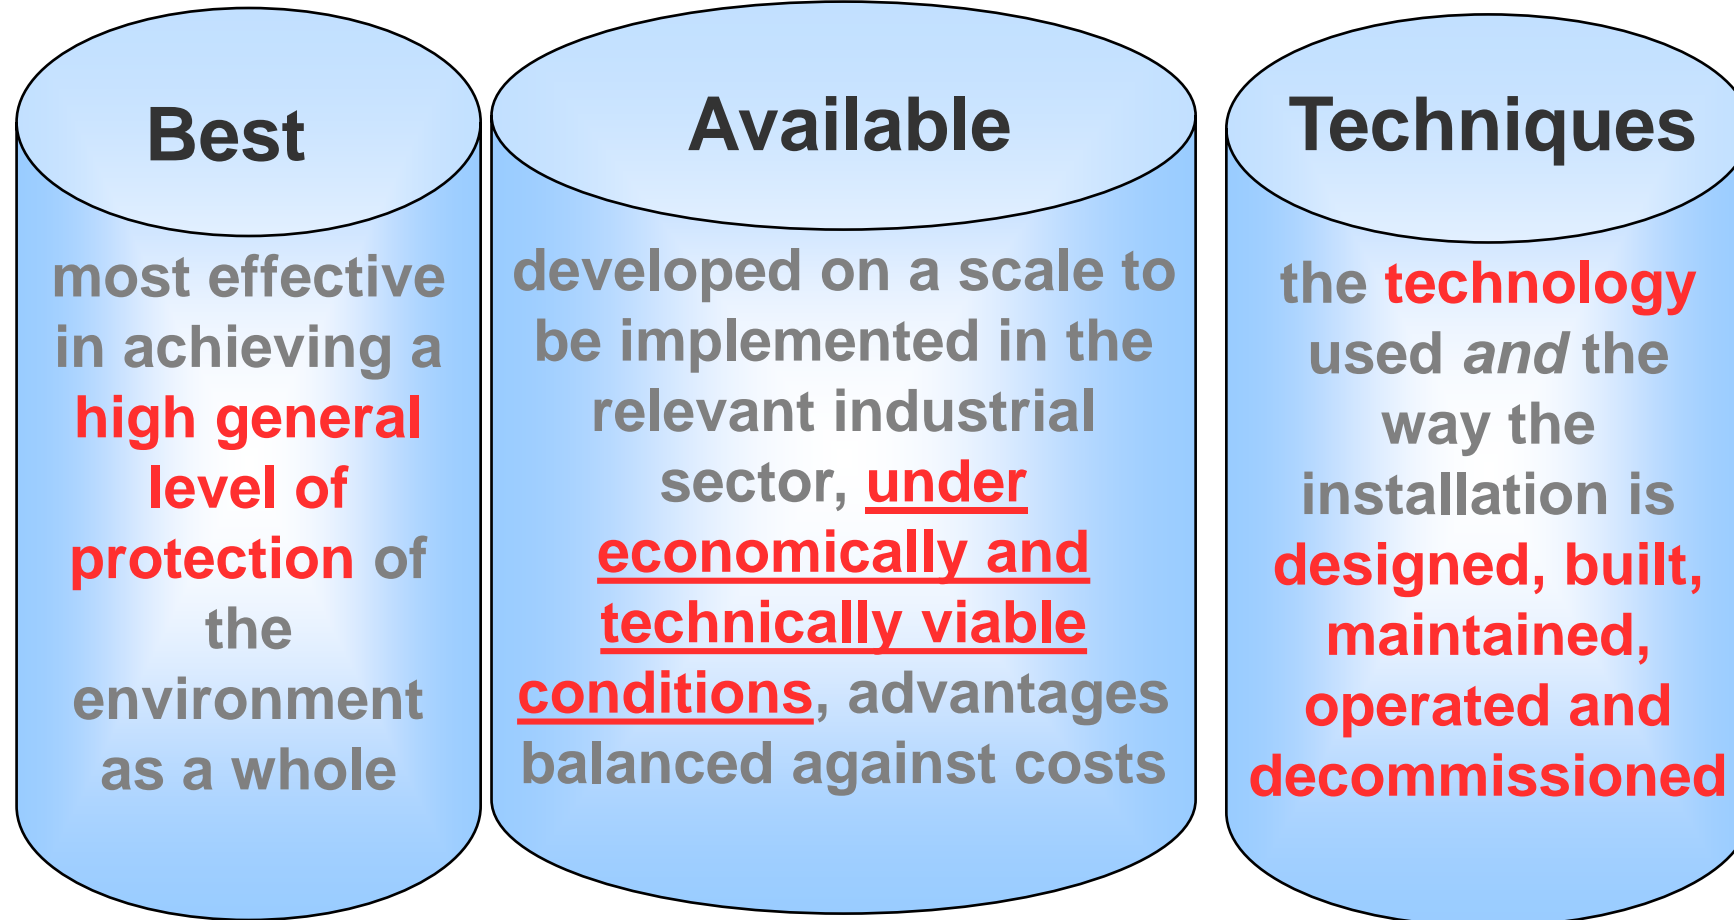 Best
most effective
in achieving a
high general
level of
protection of
the
environment
as a whole
Available
developed on a scale to
be implemented in the
relevant industrial
sector, under
economically and
technically viable
conditions, advantages
balanced against costs
Techniques
the technology
used and the
way the
installation is
designed, built,
maintained,
operated and
decommissioned